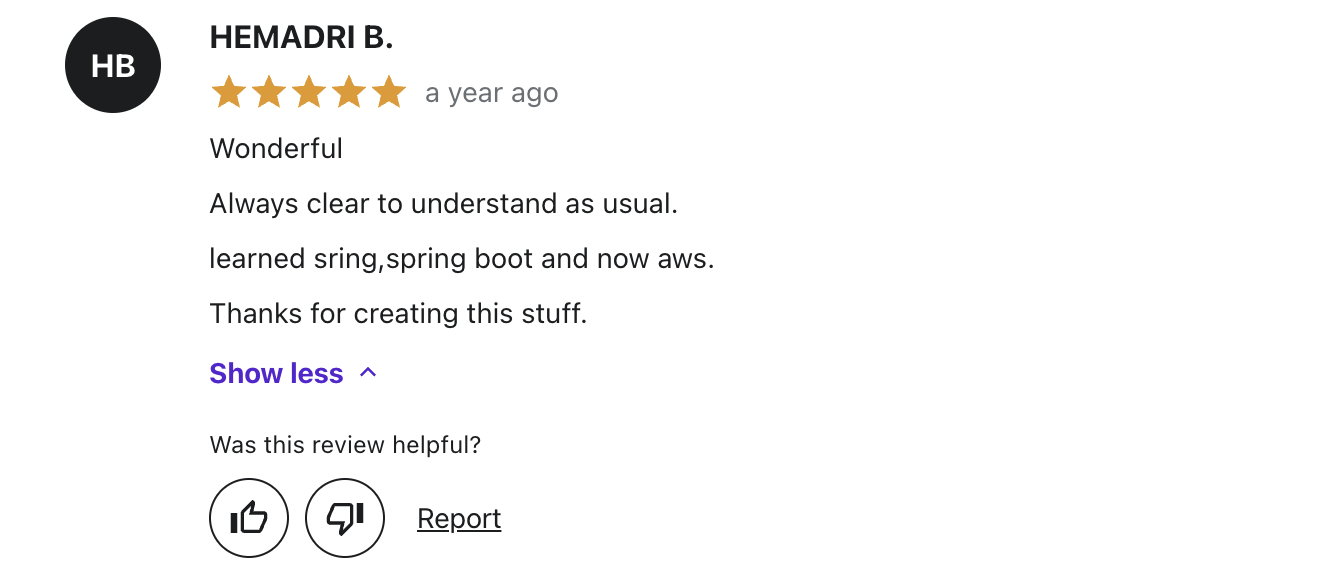 HB
HEMADRI B.
a year ago
Wonderful
Always clear to understand as usual.
learned sring,spring boot and now aws.
Thanks for creating this stuff.
Show less
Was this review helpful?
Report